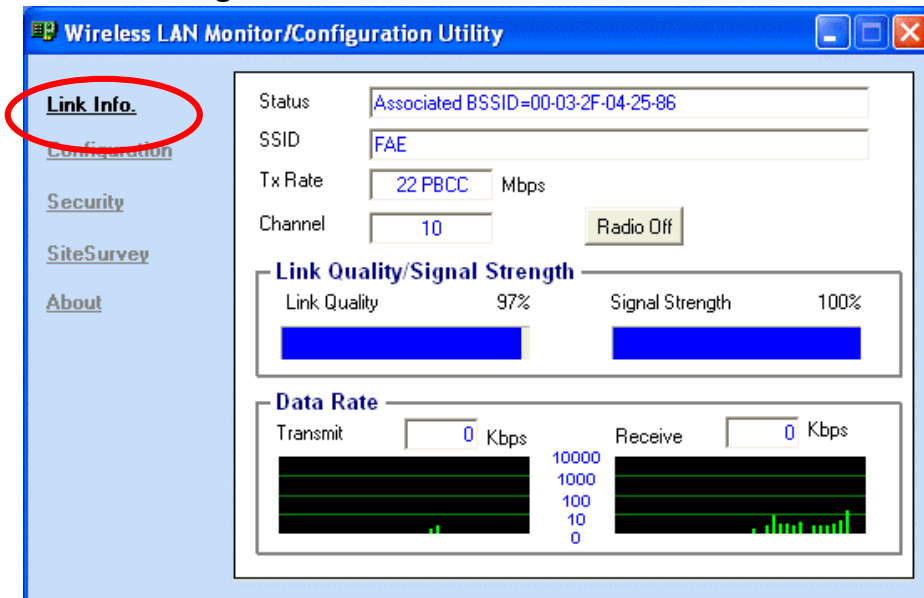 Wireless LAN Monitor/Configuration Utility
Link Info.
Configuration
Security
SiteSurvey
About
Status Associated BSSID=00-03-2F-04-25-86
SSID FAE
Tx Rate 22 PBCC Mbps
Channel 10 Radio Off
Link Quality/Signal Strength
Link Quality 97% Signal Strength 100%
Data Rate
Transmit 0 Kbps Receive 0 Kbps
10000
1000
100
10
0